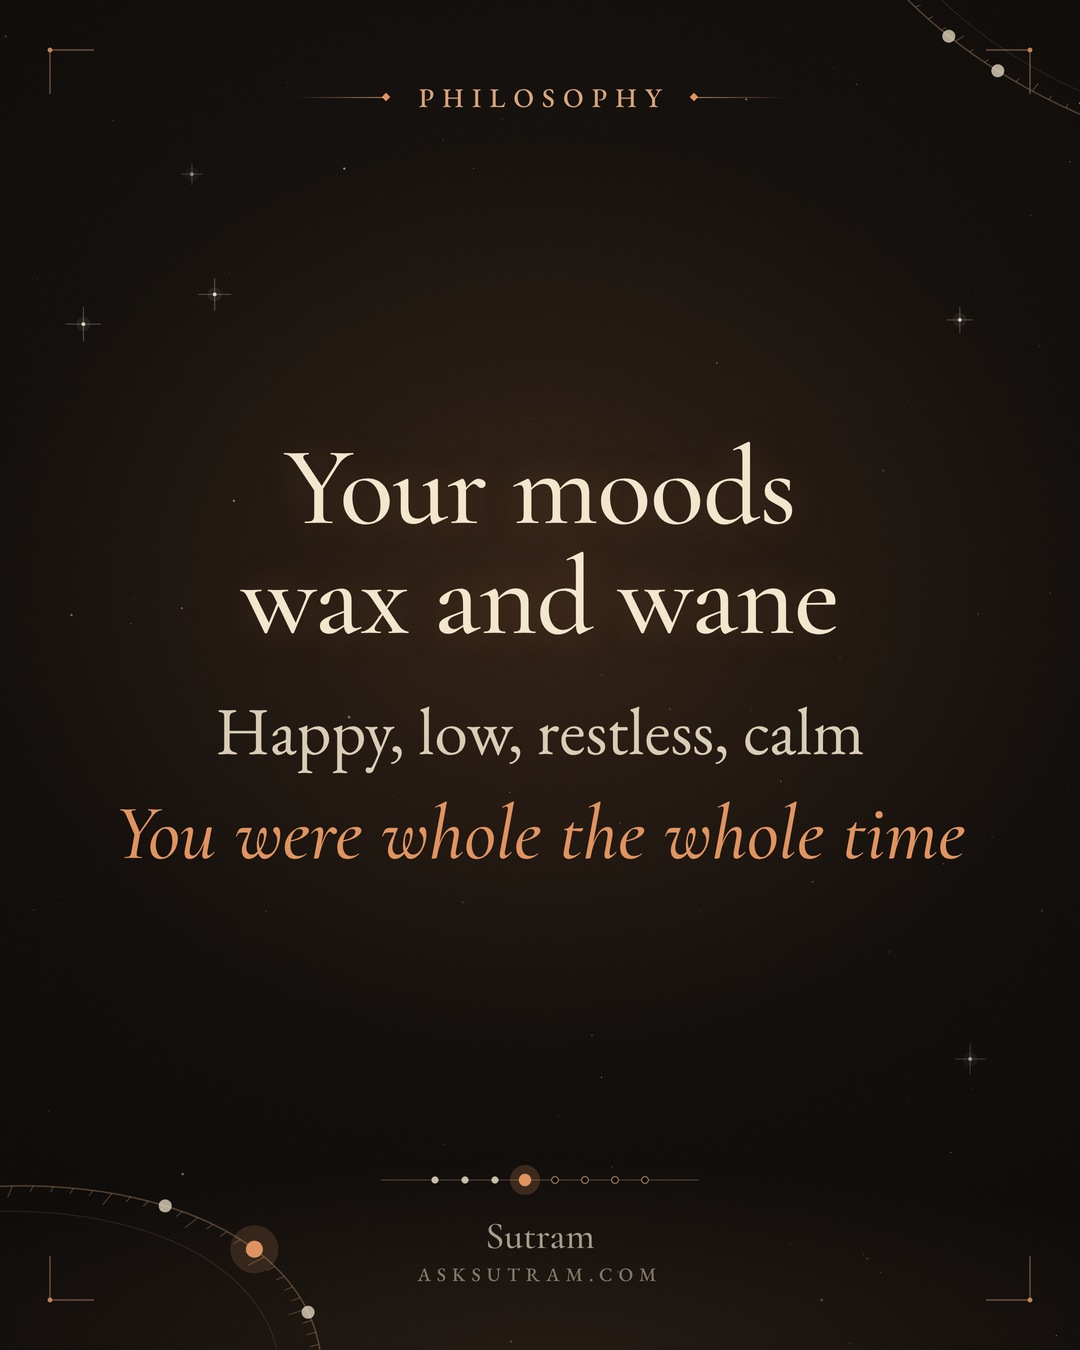 PHILOSOPHY
Your moods
wax and wane
Happy, low, restless, calm
You were whole the whole time
Sutram
ASKSUTRAM.COM